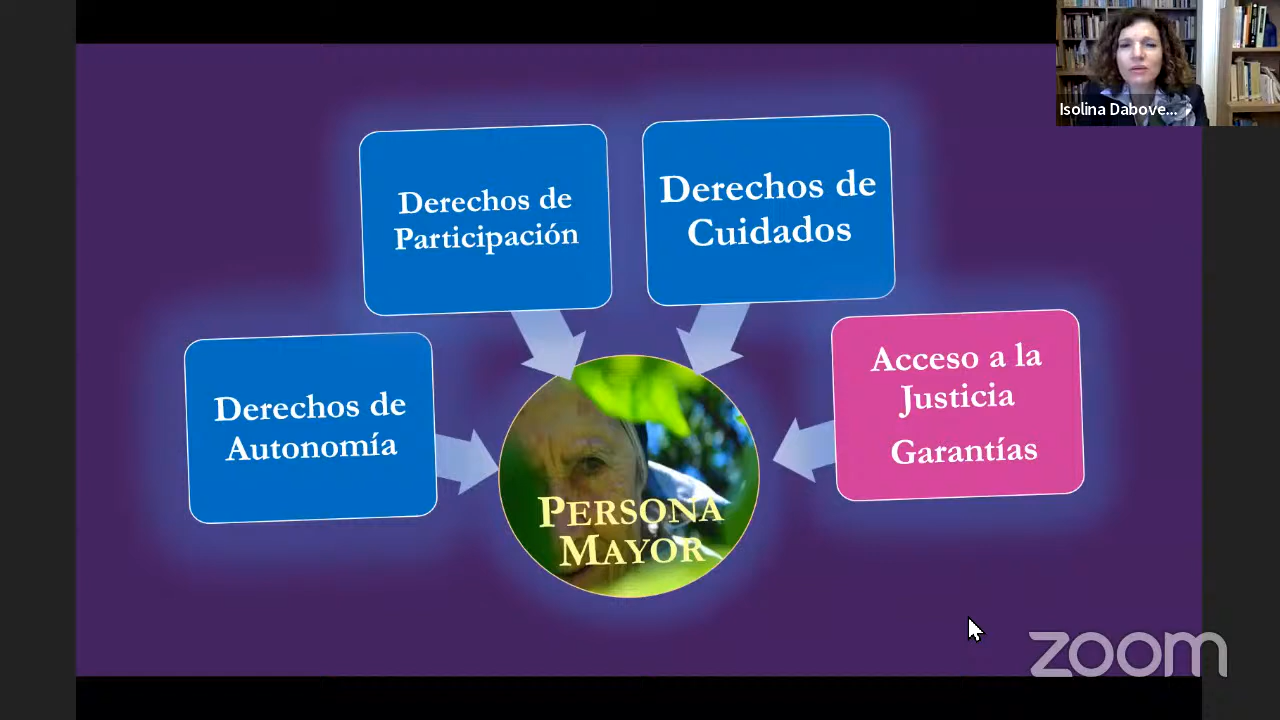 Isolina Dabove...
Derechos de
Participación
Derechos de
Cuidados
Derechos de
Autonomía
Acceso a la
Justicia
Garantías
PERSONA
MAYOR
zoom